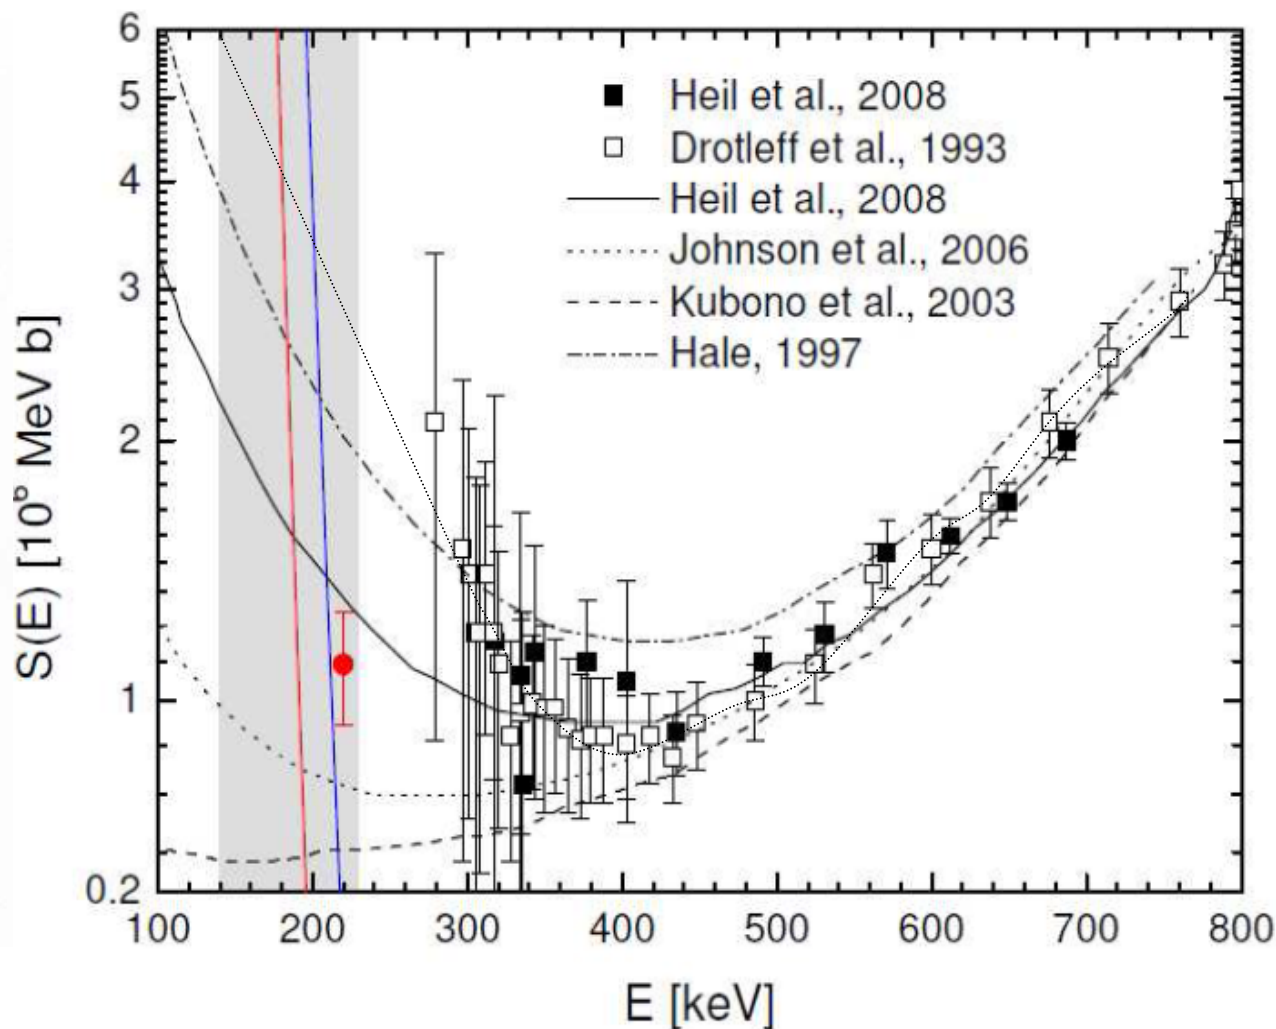 6
5
4
3
2
1
0.2
S(E) [10⁶ MeV b]
Heil et al., 2008
Drotleff et al., 1993
Heil et al., 2008
Johnson et al., 2006
Kubono et al., 2003
Hale, 1997
100 200 300 400 500 600 700 800
E [keV]